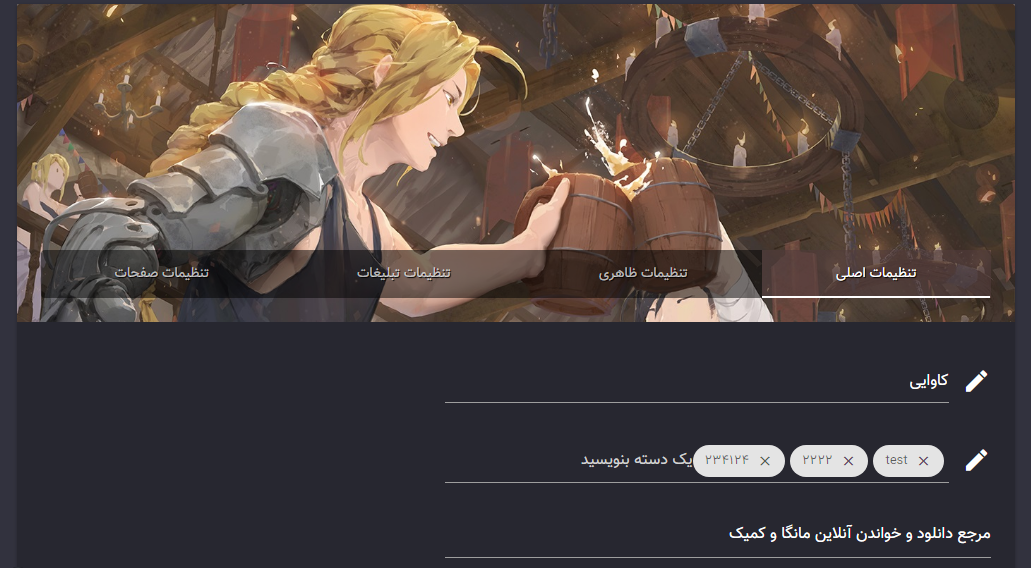 تنظیمات اصلی تنظیمات ظاهری تنظیمات تبلیغات تنظیمات صفحات
کاوایی
test ۲۲۲۲ ۲۳۴۱۲۴ یک دسته بنویسید
مرجع دانلود و خواندن آنلاین مانگا و کمیک